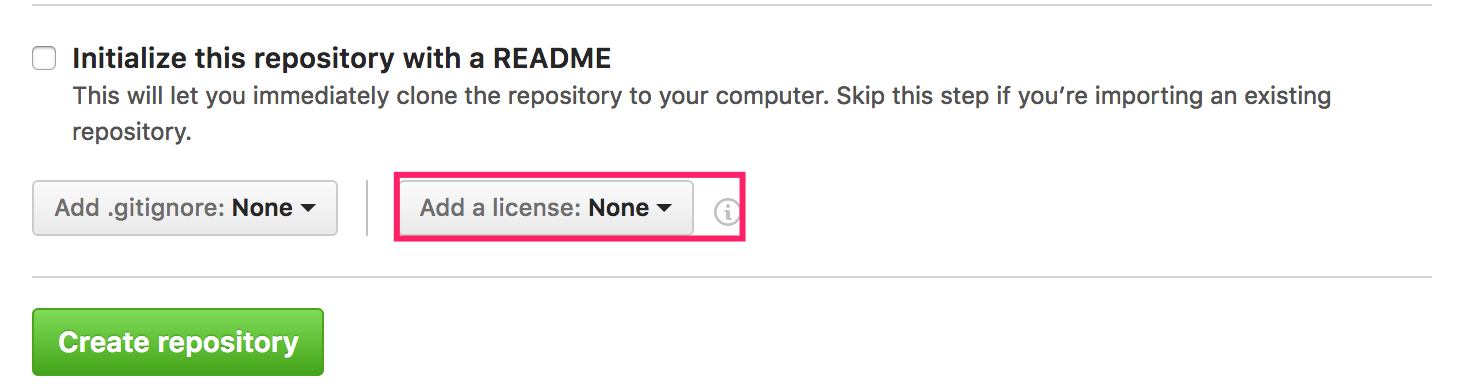 Initialize this repository with a README
This will let you immediately clone the repository to your computer. Skip this step if you’re importing an existing
repository.
Add .gitignore: None
Add a license: None
Create repository